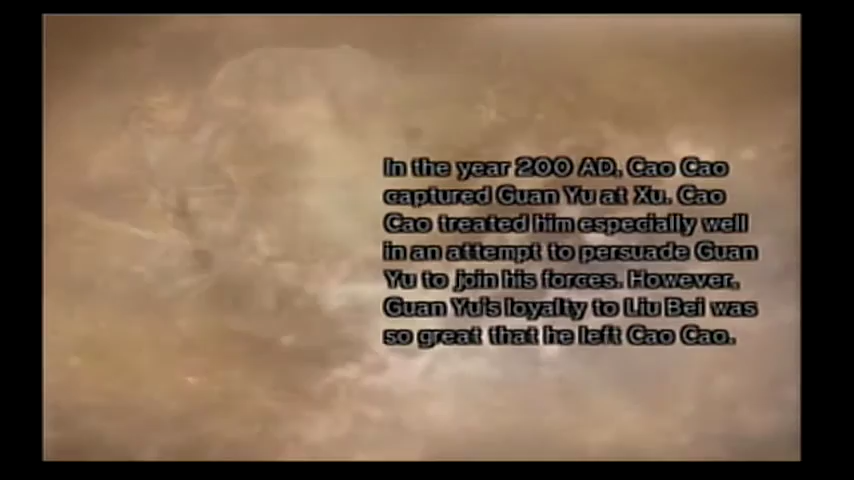 In the year 200 AD, Cao Cao
captured Guan Yu at Xu. Cao
Cao treated him especially well
in an attempt to persuade Guan
Yu to join his forces. However,
Guan Yu's loyalty to Liu Bei was
so great that he left Cao Cao.